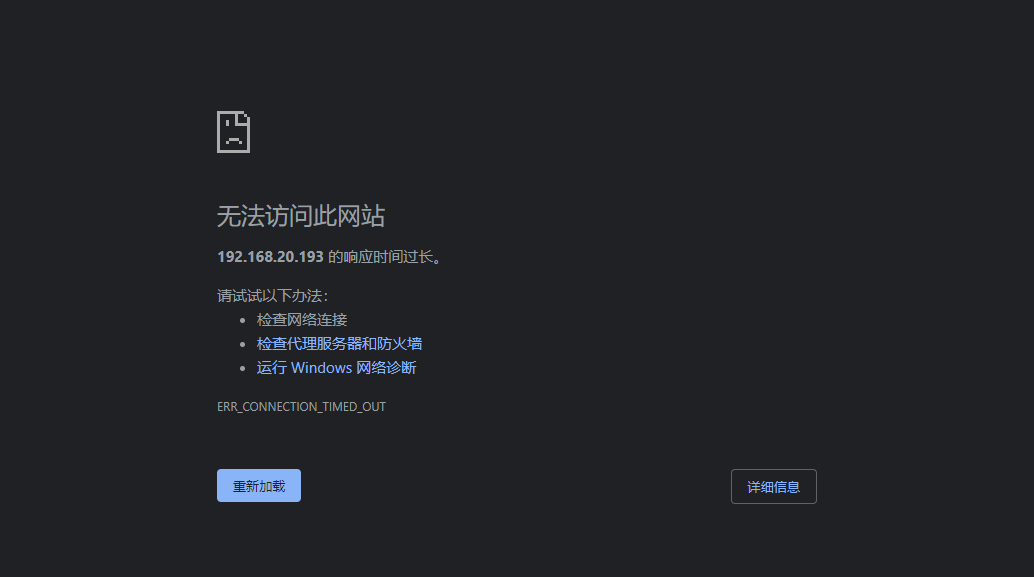 无法访问此网站
192.168.20.193 的响应时间过长。
请试试以下办法：
检查网络连接
检查代理服务器和防火墙
运行 Windows 网络诊断
ERR_CONNECTION_TIMED_OUT
重新加载
详细信息